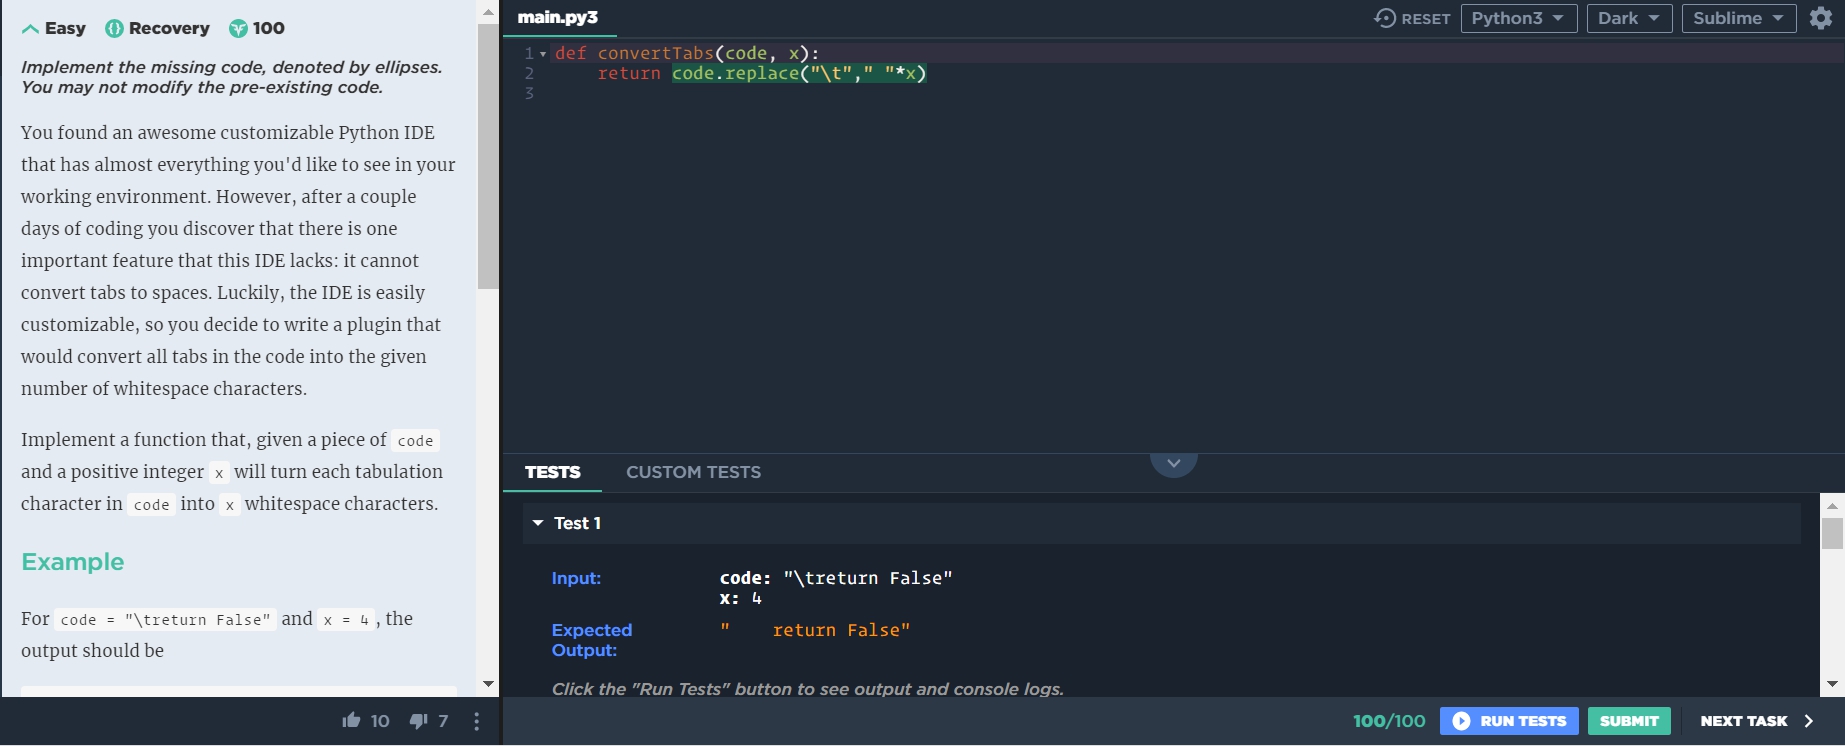 Easy Recovery 100
Implement the missing code, denoted by ellipses.
You may not modify the pre-existing code.
You found an awesome customizable Python IDE
that has almost everything you'd like to see in your
working environment. However, after a couple
days of coding you discover that there is one
important feature that this IDE lacks: it cannot
convert tabs to spaces. Luckily, the IDE is easily
customizable, so you decide to write a plugin that
would convert all tabs in the code into the given
number of whitespace characters.
Implement a function that, given a piece of code
and a positive integer x will turn each tabulation
character in code into x whitespace characters.
Example
For code = "\treturn False" and x = 4 , the
output should be
10 7
main.py3
RESET Python3 Dark Sublime
1 def convertTabs(code, x):
2     return code.replace("\t"," "*x)
3
TESTS CUSTOM TESTS
Test 1
Input: code: "\treturn False"
x: 4
Expected "    return False"
Output:
Click the "Run Tests" button to see output and console logs.
100/100 RUN TESTS SUBMIT NEXT TASK